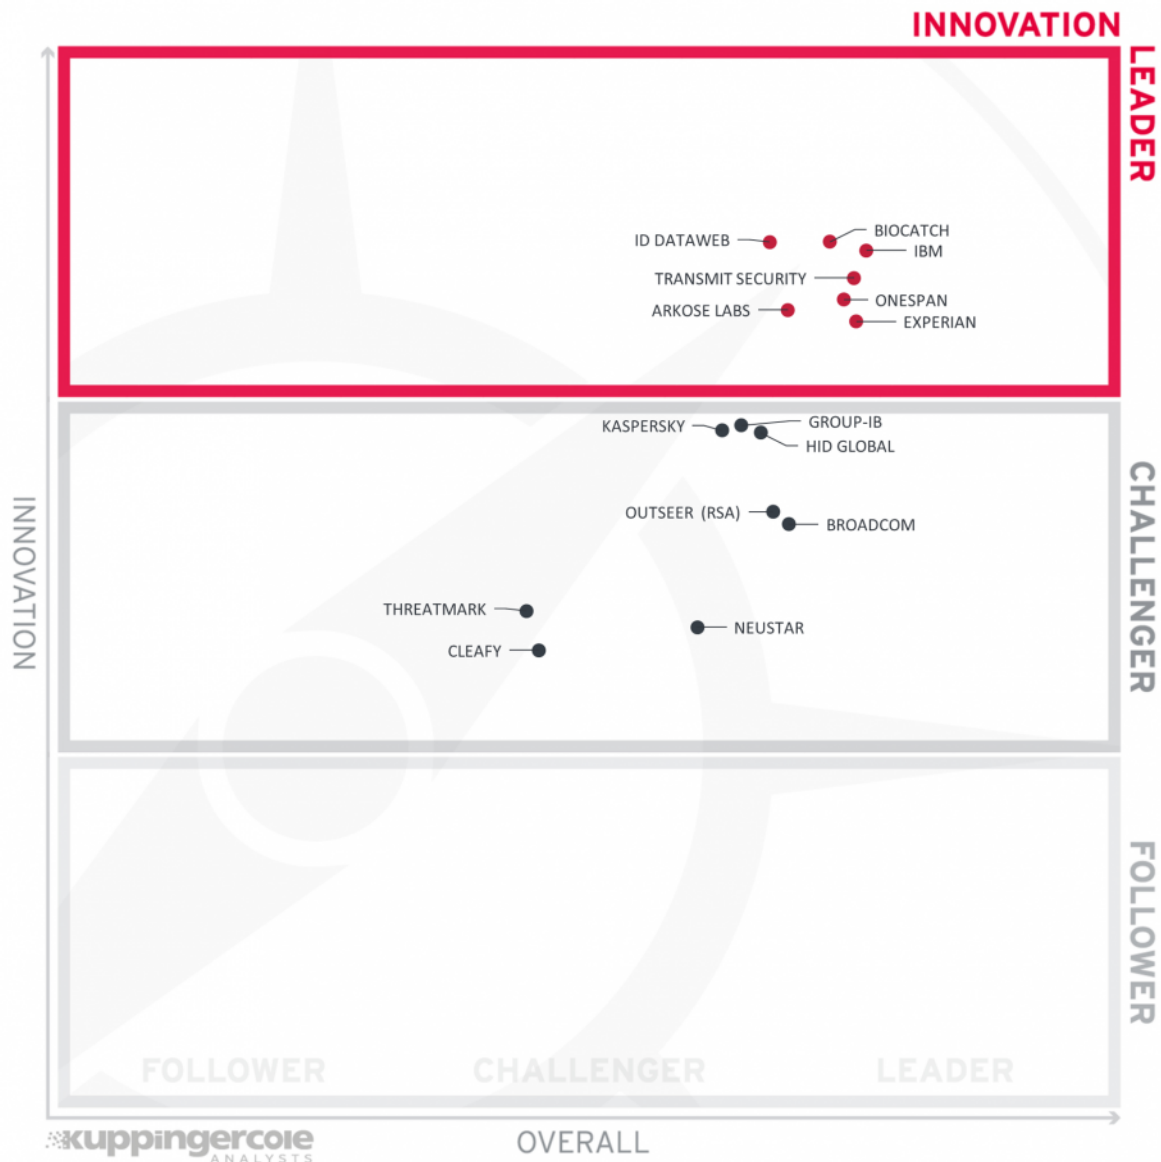 INNOVATION
LEADER
ID DATAWEB
BIOCATCH
IBM
TRANSMIT SECURITY
ONESPAN
ARKOSE LABS
EXPERIAN
KASPERSKY
GROUP-IB
HID GLOBAL
OUTSEER (RSA)
BROADCOM
CHALLENGER
INNOVATION
THREATMARK
NEUSTAR
CLEAFY
FOLLOWER
FOLLOWER
CHALLENGER
LEADER
kuppingercole
ANALYSTS
OVERALL